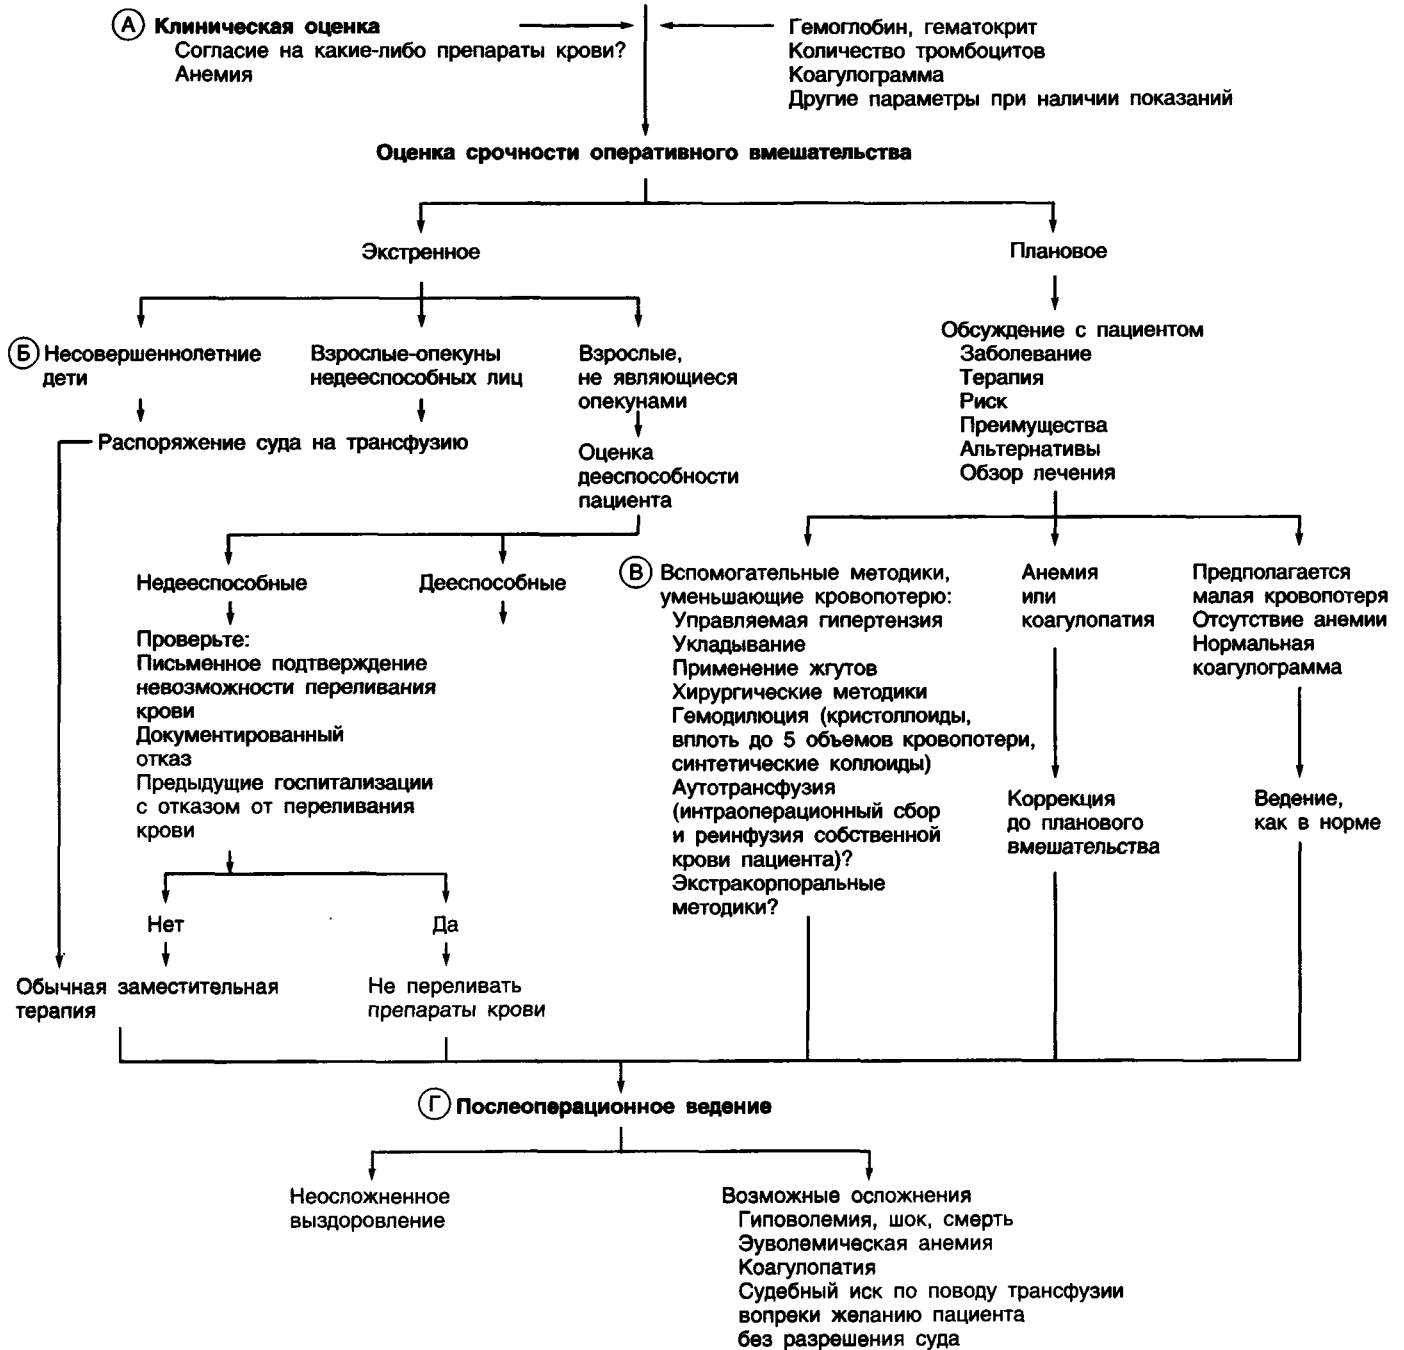 А Клиническая оценка
Согласие на какие-либо препараты крови?
Анемия
Гемоглобин, гематокрит
Количество тромбоцитов
Коагулограмма
Другие параметры при наличии показаний
Оценка срочности оперативного вмешательства
Экстренное
Плановое
Б Несовершеннолетние
дети
Взрослые-опекуны
недееспособных лиц
Взрослые,
не являющиеся
опекунами
Распоряжение суда на трансфузию
Оценка
дееспособности
пациента
Обсуждение с пациентом
Заболевание
Терапия
Риск
Преимущества
Альтернативы
Обзор лечения
Недееспособные
Дееспособные
Проверьте:
Письменное подтверждение
невозможности переливания
крови
Документированный
отказ
Предыдущие госпитализации
с отказом от переливания
крови
Нет
Да
Обычная заместительная
терапия
Не переливать
препараты крови
В Вспомогательные методики,
уменьшающие кровопотерю:
Управляемая гипертензия
Укладывание
Применение жгутов
Хирургические методики
Гемодилюция (кристоллоиды,
вплоть до 5 объемов кровопотери,
синтетические коллоиды)
Аутотрансфузия
(интраоперационный сбор
и реинфузия собственной
крови пациента)?
Экстракорпоральные
методики?
Анемия
или
коагулопатия
Коррекция
до планового
вмешательства
Предполагается
малая кровопотеря
Отсутствие анемии
Нормальная
коагулограмма
Ведение,
как в норме
Г Послеоперационное ведение
Неосложненное
выздоровление
Возможные осложнения
Гиповолемия, шок, смерть
Эуволемическая анемия
Коагулопатия
Судебный иск по поводу трансфузии
вопреки желанию пациента
без разрешения суда